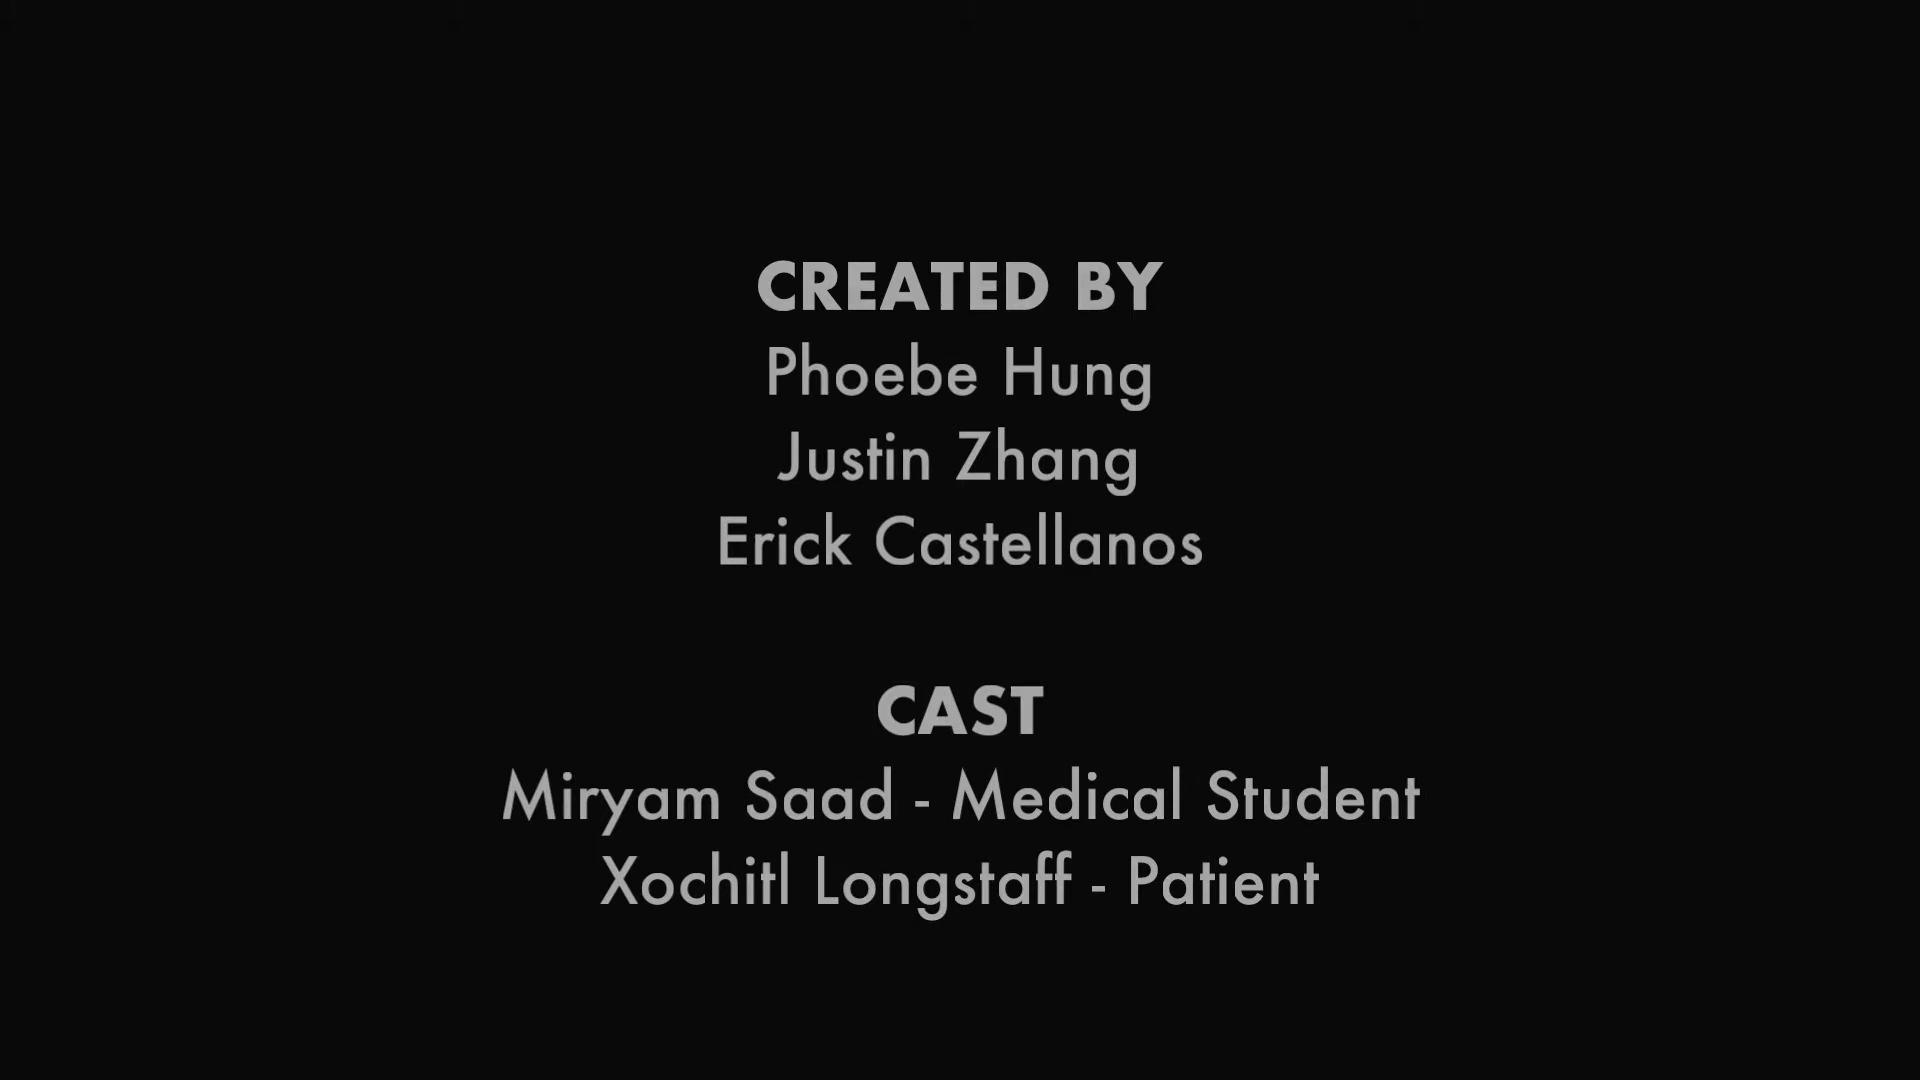 CREATED BY
Phoebe Hung
Justin Zhang
Erick Castellanos
CAST
Miryam Saad - Medical Student
Xochitl Longstaff - Patient